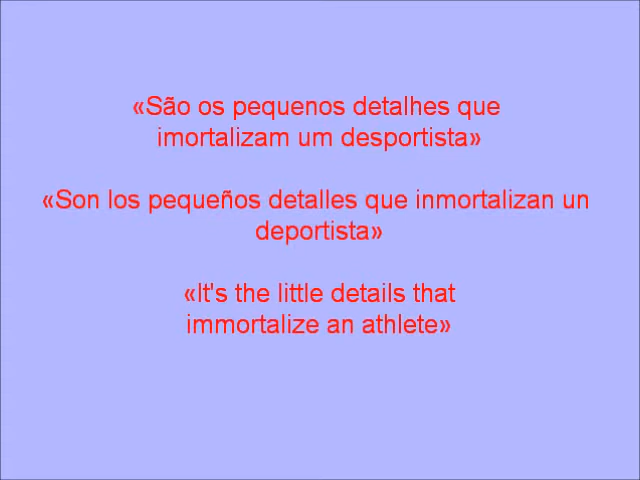 «São os pequenos detalhes que
imortalizam um desportista»
«Son los pequeños detalles que inmortalizan un
deportista»
«It's the little details that
immortalize an athlete»